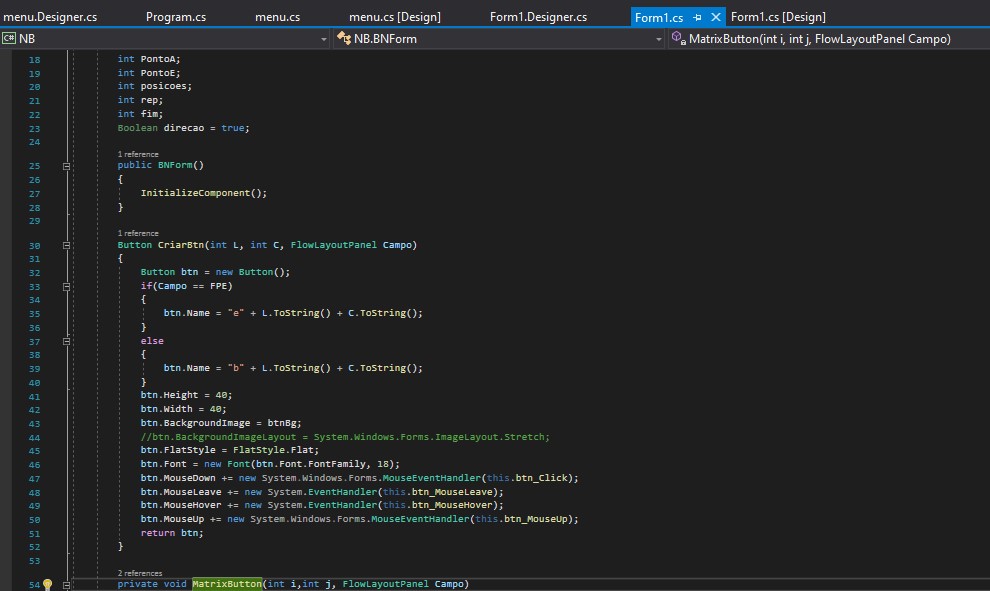 menu.Designer.cs Program.cs menu.cs menu.cs [Design] Form1.Designer.cs Form1.cs Form1.cs [Design]
C# NB NB.BNForm MatrixButton(int i, int j, FlowLayoutPanel Campo)
18 int PontoA;
19 int PontoE;
20 int posicoes;
21 int rep;
22 int fim;
23 Boolean direcao = true;
24
1 reference
25 public BNForm()
26 {
27 InitializeComponent();
28 }
29
1 reference
30 Button CriarBtn(int L, int C, FlowLayoutPanel Campo)
31 {
32 Button btn = new Button();
33 if(Campo == FPE)
34 {
35 btn.Name = "e" + L.ToString() + C.ToString();
36 }
37 else
38 {
39 btn.Name = "b" + L.ToString() + C.ToString();
40 }
41 btn.Height = 40;
42 btn.Width = 40;
43 btn.BackgroundImage = btnBg;
44 //btn.BackgroundImageLayout = System.Windows.Forms.ImageLayout.Stretch;
45 btn.FlatStyle = FlatStyle.Flat;
46 btn.Font = new Font(btn.Font.FontFamily, 18);
47 btn.MouseDown += new System.Windows.Forms.MouseEventHandler(this.btn_Click);
48 btn.MouseLeave += new System.EventHandler(this.btn_MouseLeave);
49 btn.MouseHover += new System.EventHandler(this.btn_MouseHover);
50 btn.MouseUp += new System.Windows.Forms.MouseEventHandler(this.btn_MouseUp);
51 return btn;
52 }
53
2 references
54 private void MatrixButton(int i,int j, FlowLayoutPanel Campo)